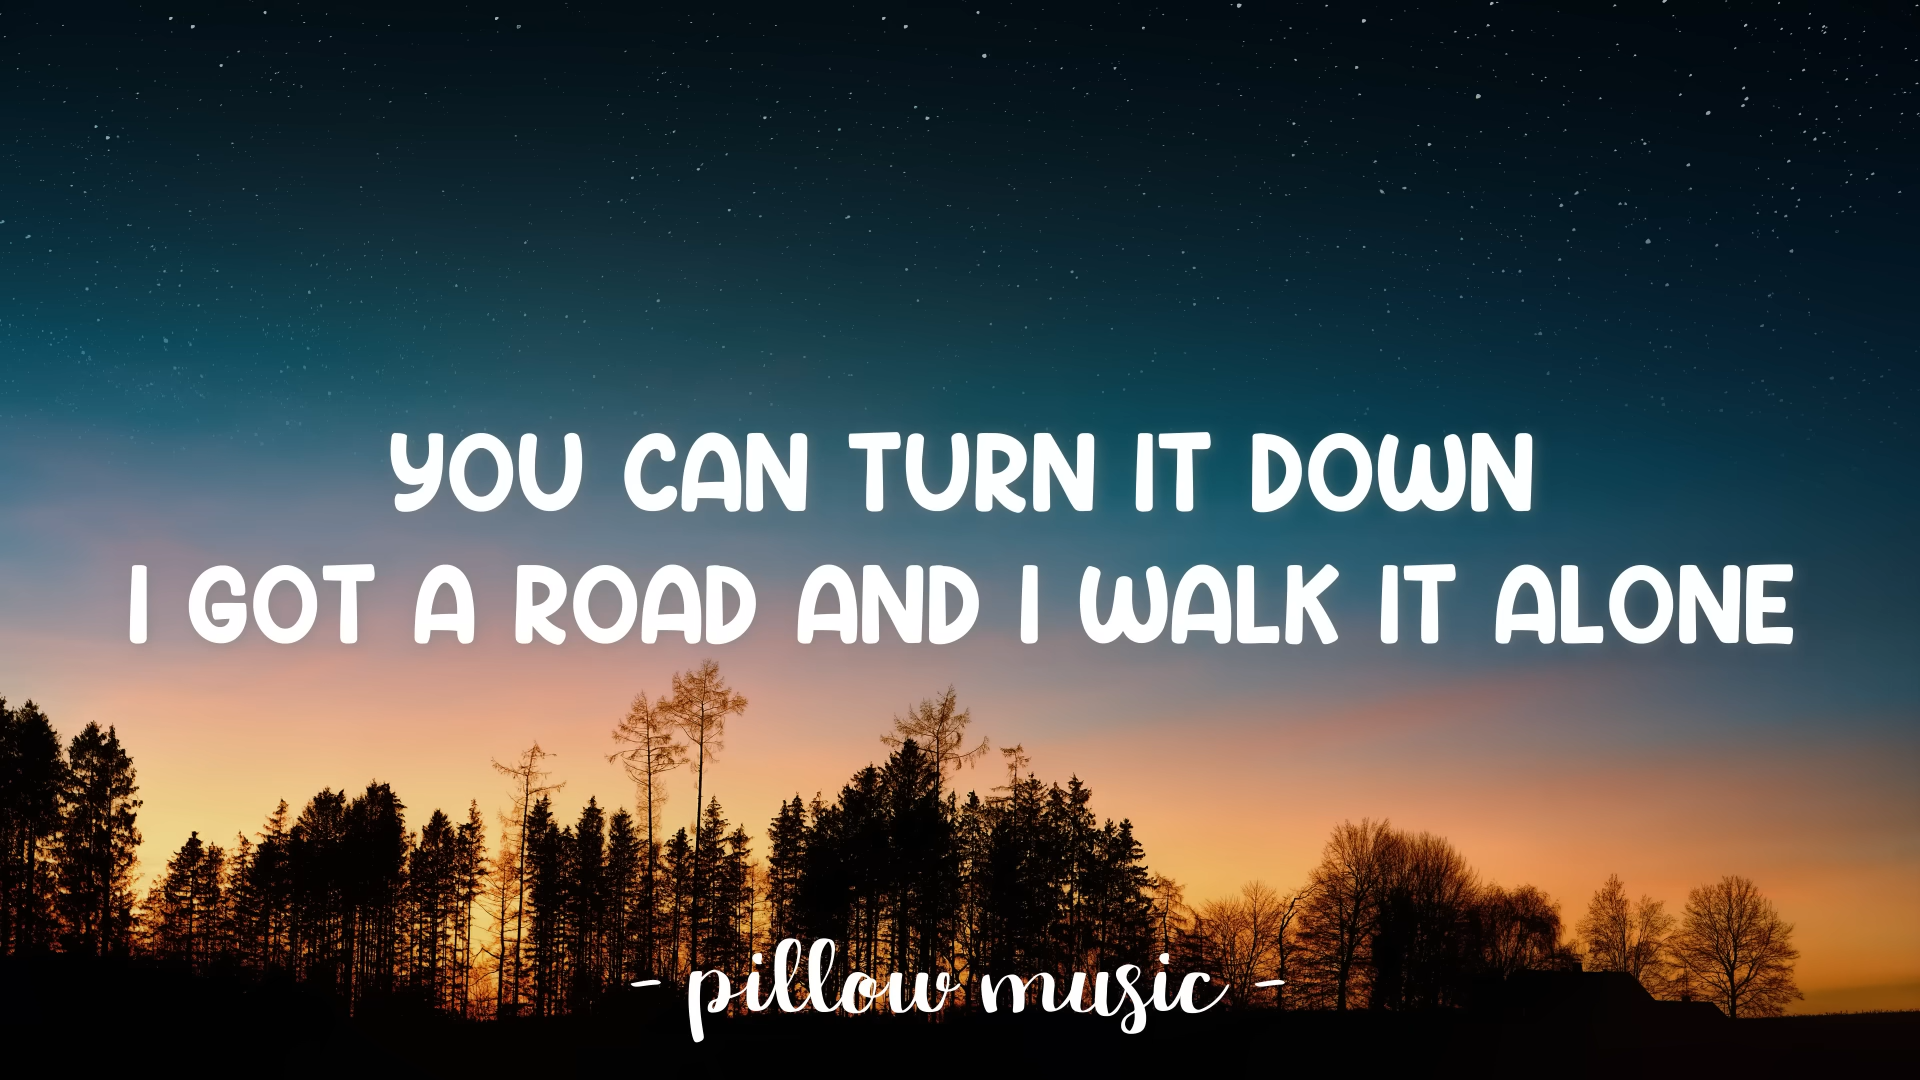 YOU CAN TURN IT DOWN
I GOT A ROAD AND I WALK IT ALONE
- pillow music -